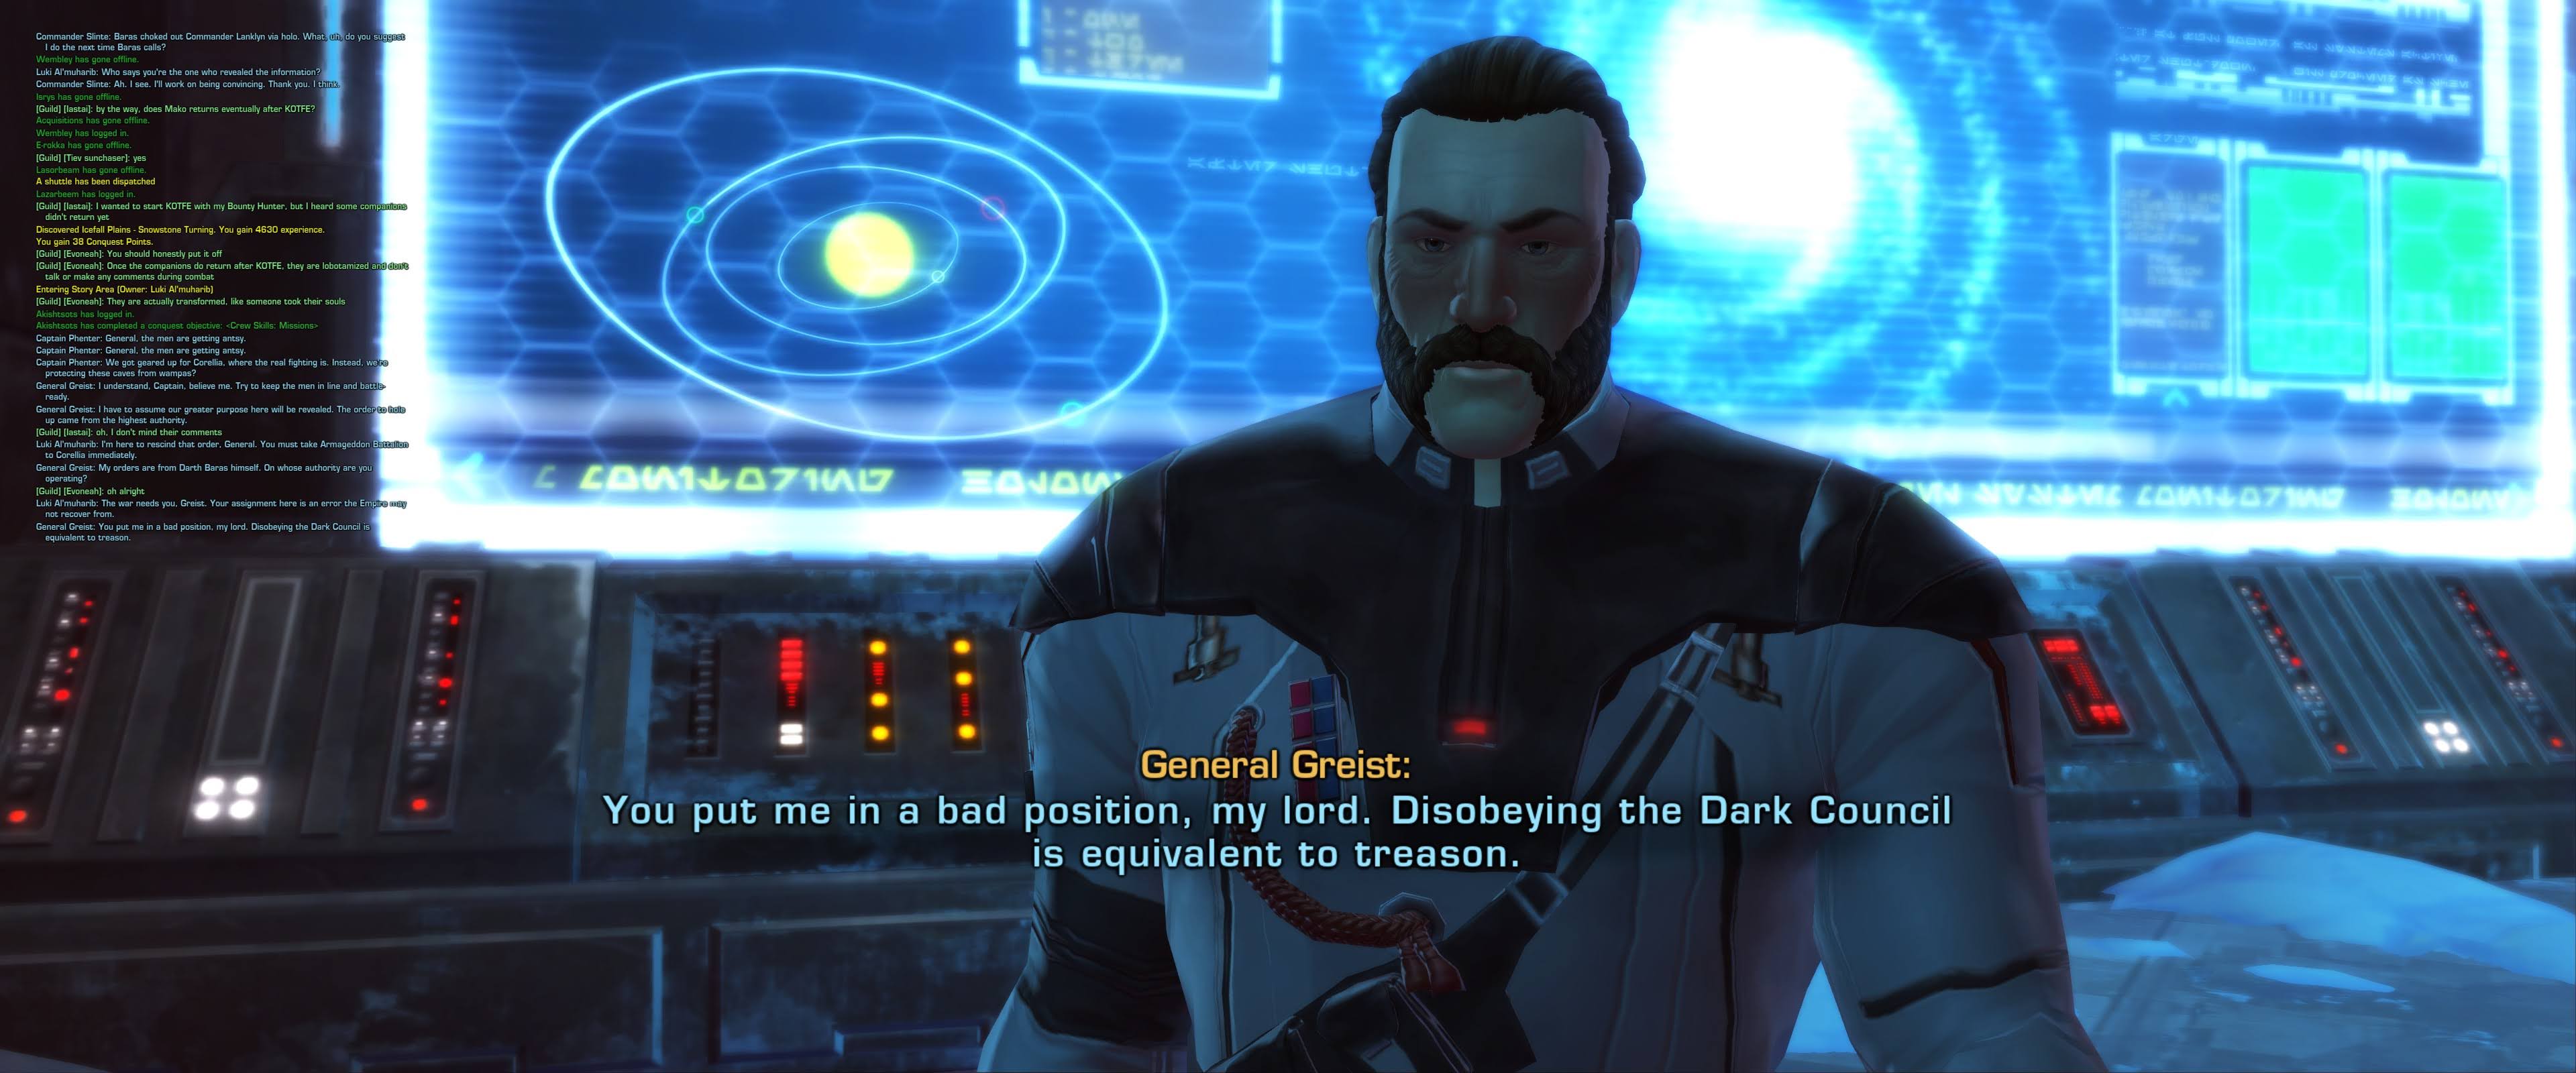 Commander Slinte: Baras choked out Commander Lanklyn via holo. What, uh, do you suggest
I do the next time Baras calls?
Wembley has gone offline.
Luki Al'muharib: Who says you're the one who revealed the information?
Commander Slinte: Ah. I see. I'll work on being convincing. Thank you. I think.
Isrys has gone offline.
[Guild] [Iastai]: by the way, does Mako returns eventually after KOTFE?
Acquisitions has gone offline.
Wembley has logged in.
E-rokka has gone offline.
[Guild] [Tiev sunchaser]: yes
Lasorbeam has gone offline.
A shuttle has been dispatched
Lazarbeem has logged in.
[Guild] [Iastai]: I wanted to start KOTFE with my Bounty Hunter, but I heard some companions
didn't return yet
Discovered Icefall Plains - Snowstone Turning. You gain 4630 experience.
You gain 38 Conquest Points.
[Guild] [Evoneah]: You should honestly put it off
[Guild] [Evoneah]: Once the companions do return after KOTFE, they are lobotamized and don't
talk or make any comments during combat
Entering Story Area (Owner: Luki Al'muharib)
[Guild] [Evoneah]: They are actually transformed, like someone took their souls
Akishtsots has logged in.
Akishtsots has completed a conquest objective: <Crew Skills: Missions>
Captain Phenter: General, the men are getting antsy.
Captain Phenter: General, the men are getting antsy.
Captain Phenter: We got geared up for Corellia, where the real fighting is. Instead, we're
protecting these caves from wampas?
General Greist: I understand, Captain, believe me. Try to keep the men in line and battle-
ready.
General Greist: I have to assume our greater purpose here will be revealed. The order to hole
up came from the highest authority.
[Guild] [Iastai]: oh, I don't mind their comments
Luki Al'muharib: I'm here to rescind that order, General. You must take Armageddon Battalion
to Corellia immediately.
General Greist: My orders are from Darth Baras himself. On whose authority are you
operating?
[Guild] [Evoneah]: oh alright
Luki Al'muharib: The war needs you, Greist. Your assignment here is an error the Empire may
not recover from.
General Greist: You put me in a bad position, my lord. Disobeying the Dark Council is
equivalent to treason.
General Greist:
You put me in a bad position, my lord. Disobeying the Dark Council
is equivalent to treason.